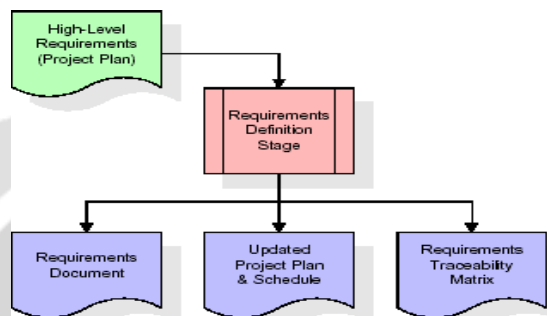 High-Level
Requirements
(Project Plan)
Requirements
Definition
Stage
Requirements
Document
Updated
Project Plan
& Schedule
Requirements
Traceability
Matrix